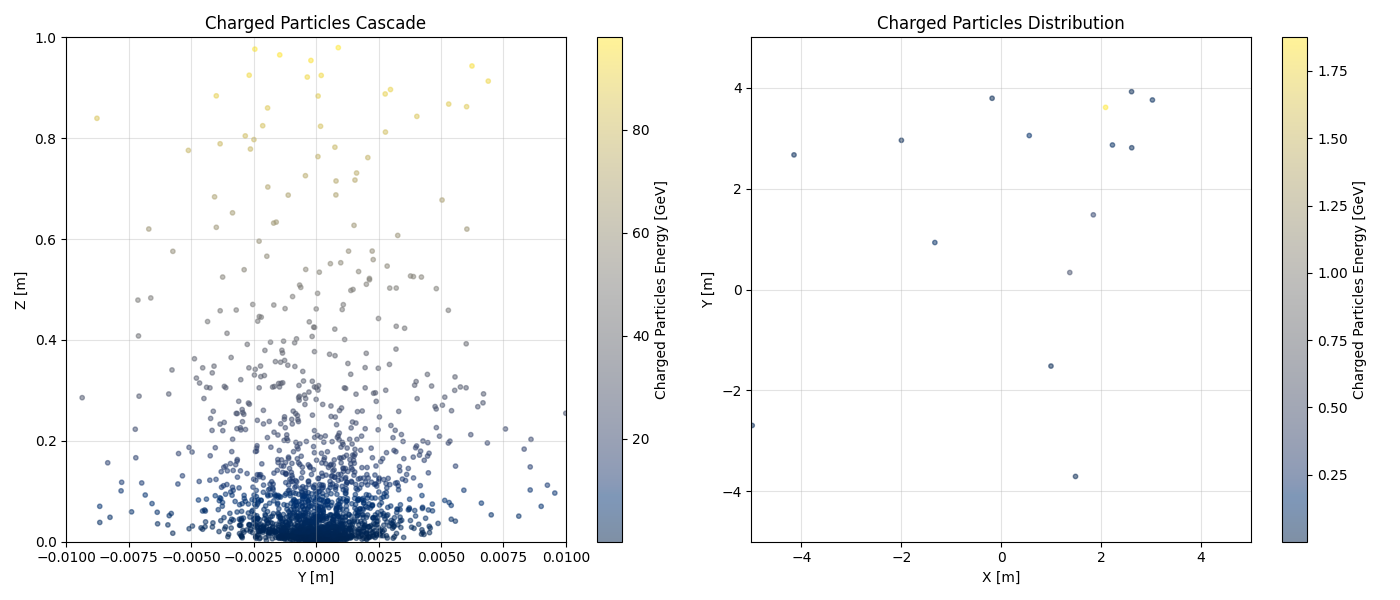 Charged Particles Cascade
1.0
0.8
0.6
0.4
0.2
0.0
Z [m]
−0.0100 −0.0075 −0.0050 −0.0025 0.0000 0.0025 0.0050 0.0075 0.0100
Y [m]
80
60
40
20
Charged Particles Energy [GeV]
Charged Particles Distribution
4
2
0
−2
−4
Y [m]
−4 −2 0 2 4
X [m]
1.75
1.50
1.25
1.00
0.75
0.50
0.25
Charged Particles Energy [GeV]